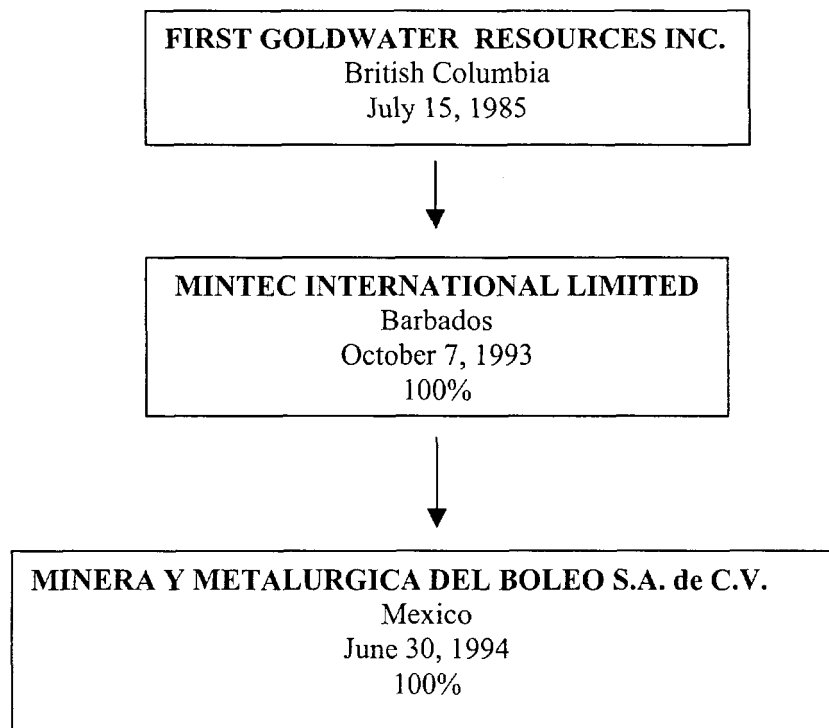 FIRST GOLDWATER RESOURCES INC.
British Columbia
July 15, 1985
MINTEC INTERNATIONAL LIMITED
Barbados
October 7, 1993
100%
MINERA Y METALURGICA DEL BOLEO S.A. de C.V.
Mexico
June 30, 1994
100%